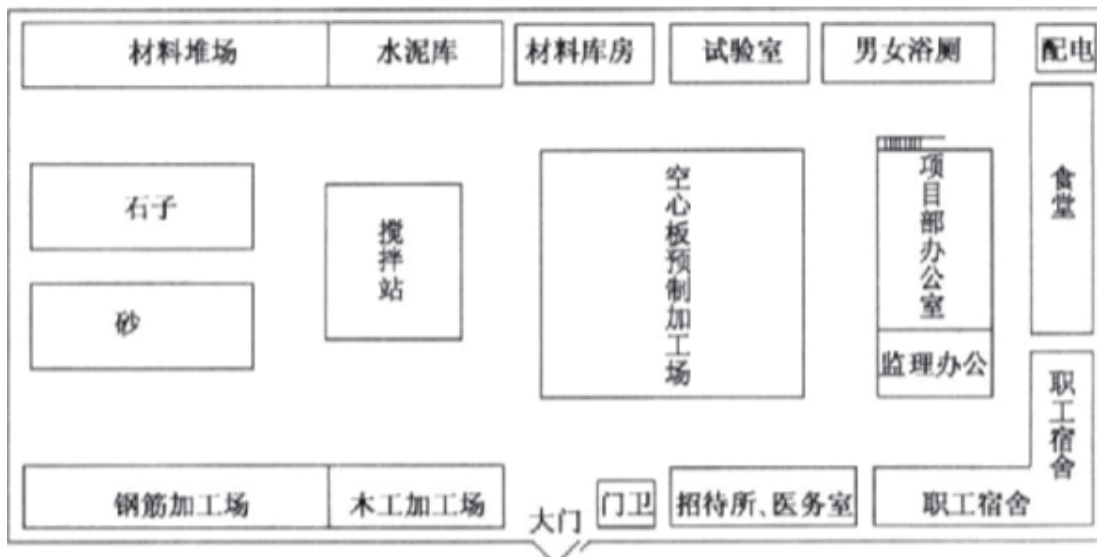 材料堆场
水泥库
材料库房
试验室
男女浴厕
配电
石子
搅拌站
空心板预制加工场
项目部办公室
食堂
砂
监理办公
职工宿舍
钢筋加工场
木工加工场
大门
门卫
招待所、医务室
职工宿舍